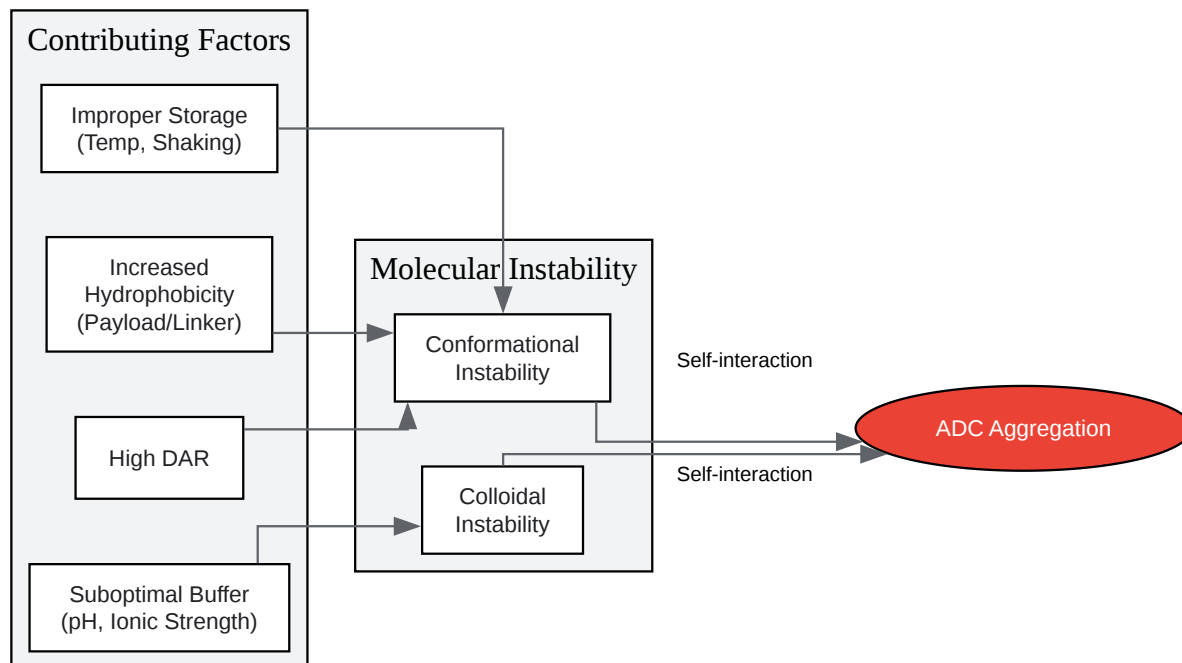 Contributing Factors
Improper Storage
(Temp, Shaking)
Increased
Hydrophobicity
(Payload/Linker)
High DAR
Suboptimal Buffer
(pH, Ionic Strength)
Molecular Instability
Conformational
Instability
Colloidal
Instability
Self-interaction
Self-interaction
ADC Aggregation